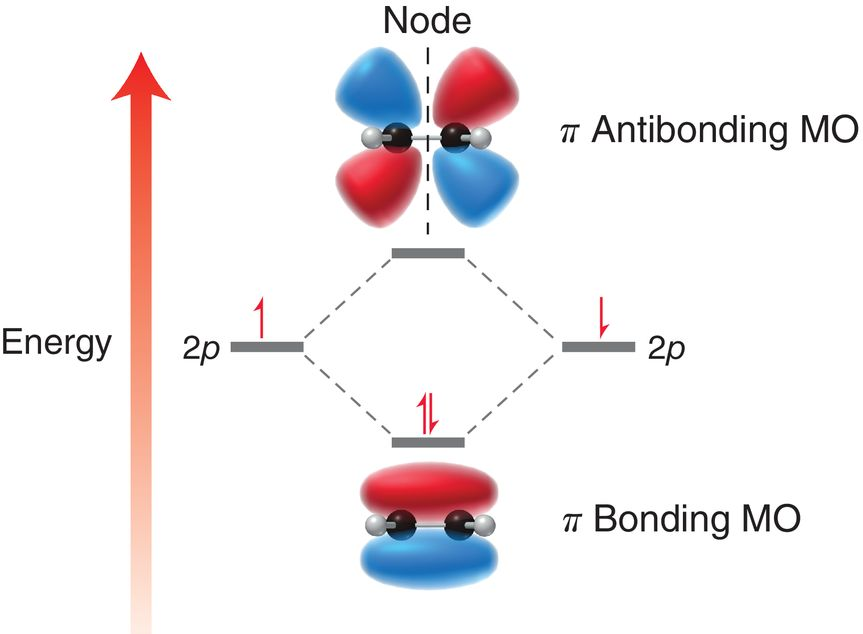 Node
π Antibonding MO
Energy
2p
2p
π Bonding MO